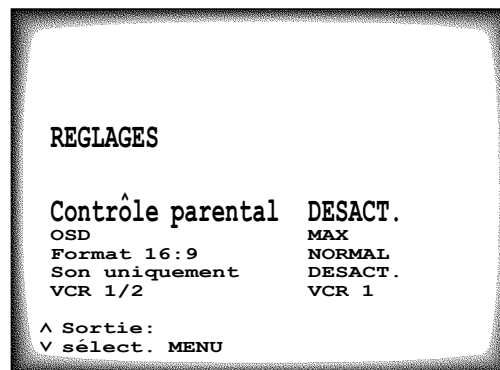 REGLAGES
Contrôle parental DESACT.
OSD MAX
Format 16:9 NORMAL
Son uniquement DESACT.
VCR 1/2 VCR 1
∧ Sortie:
∨ sélect. MENU